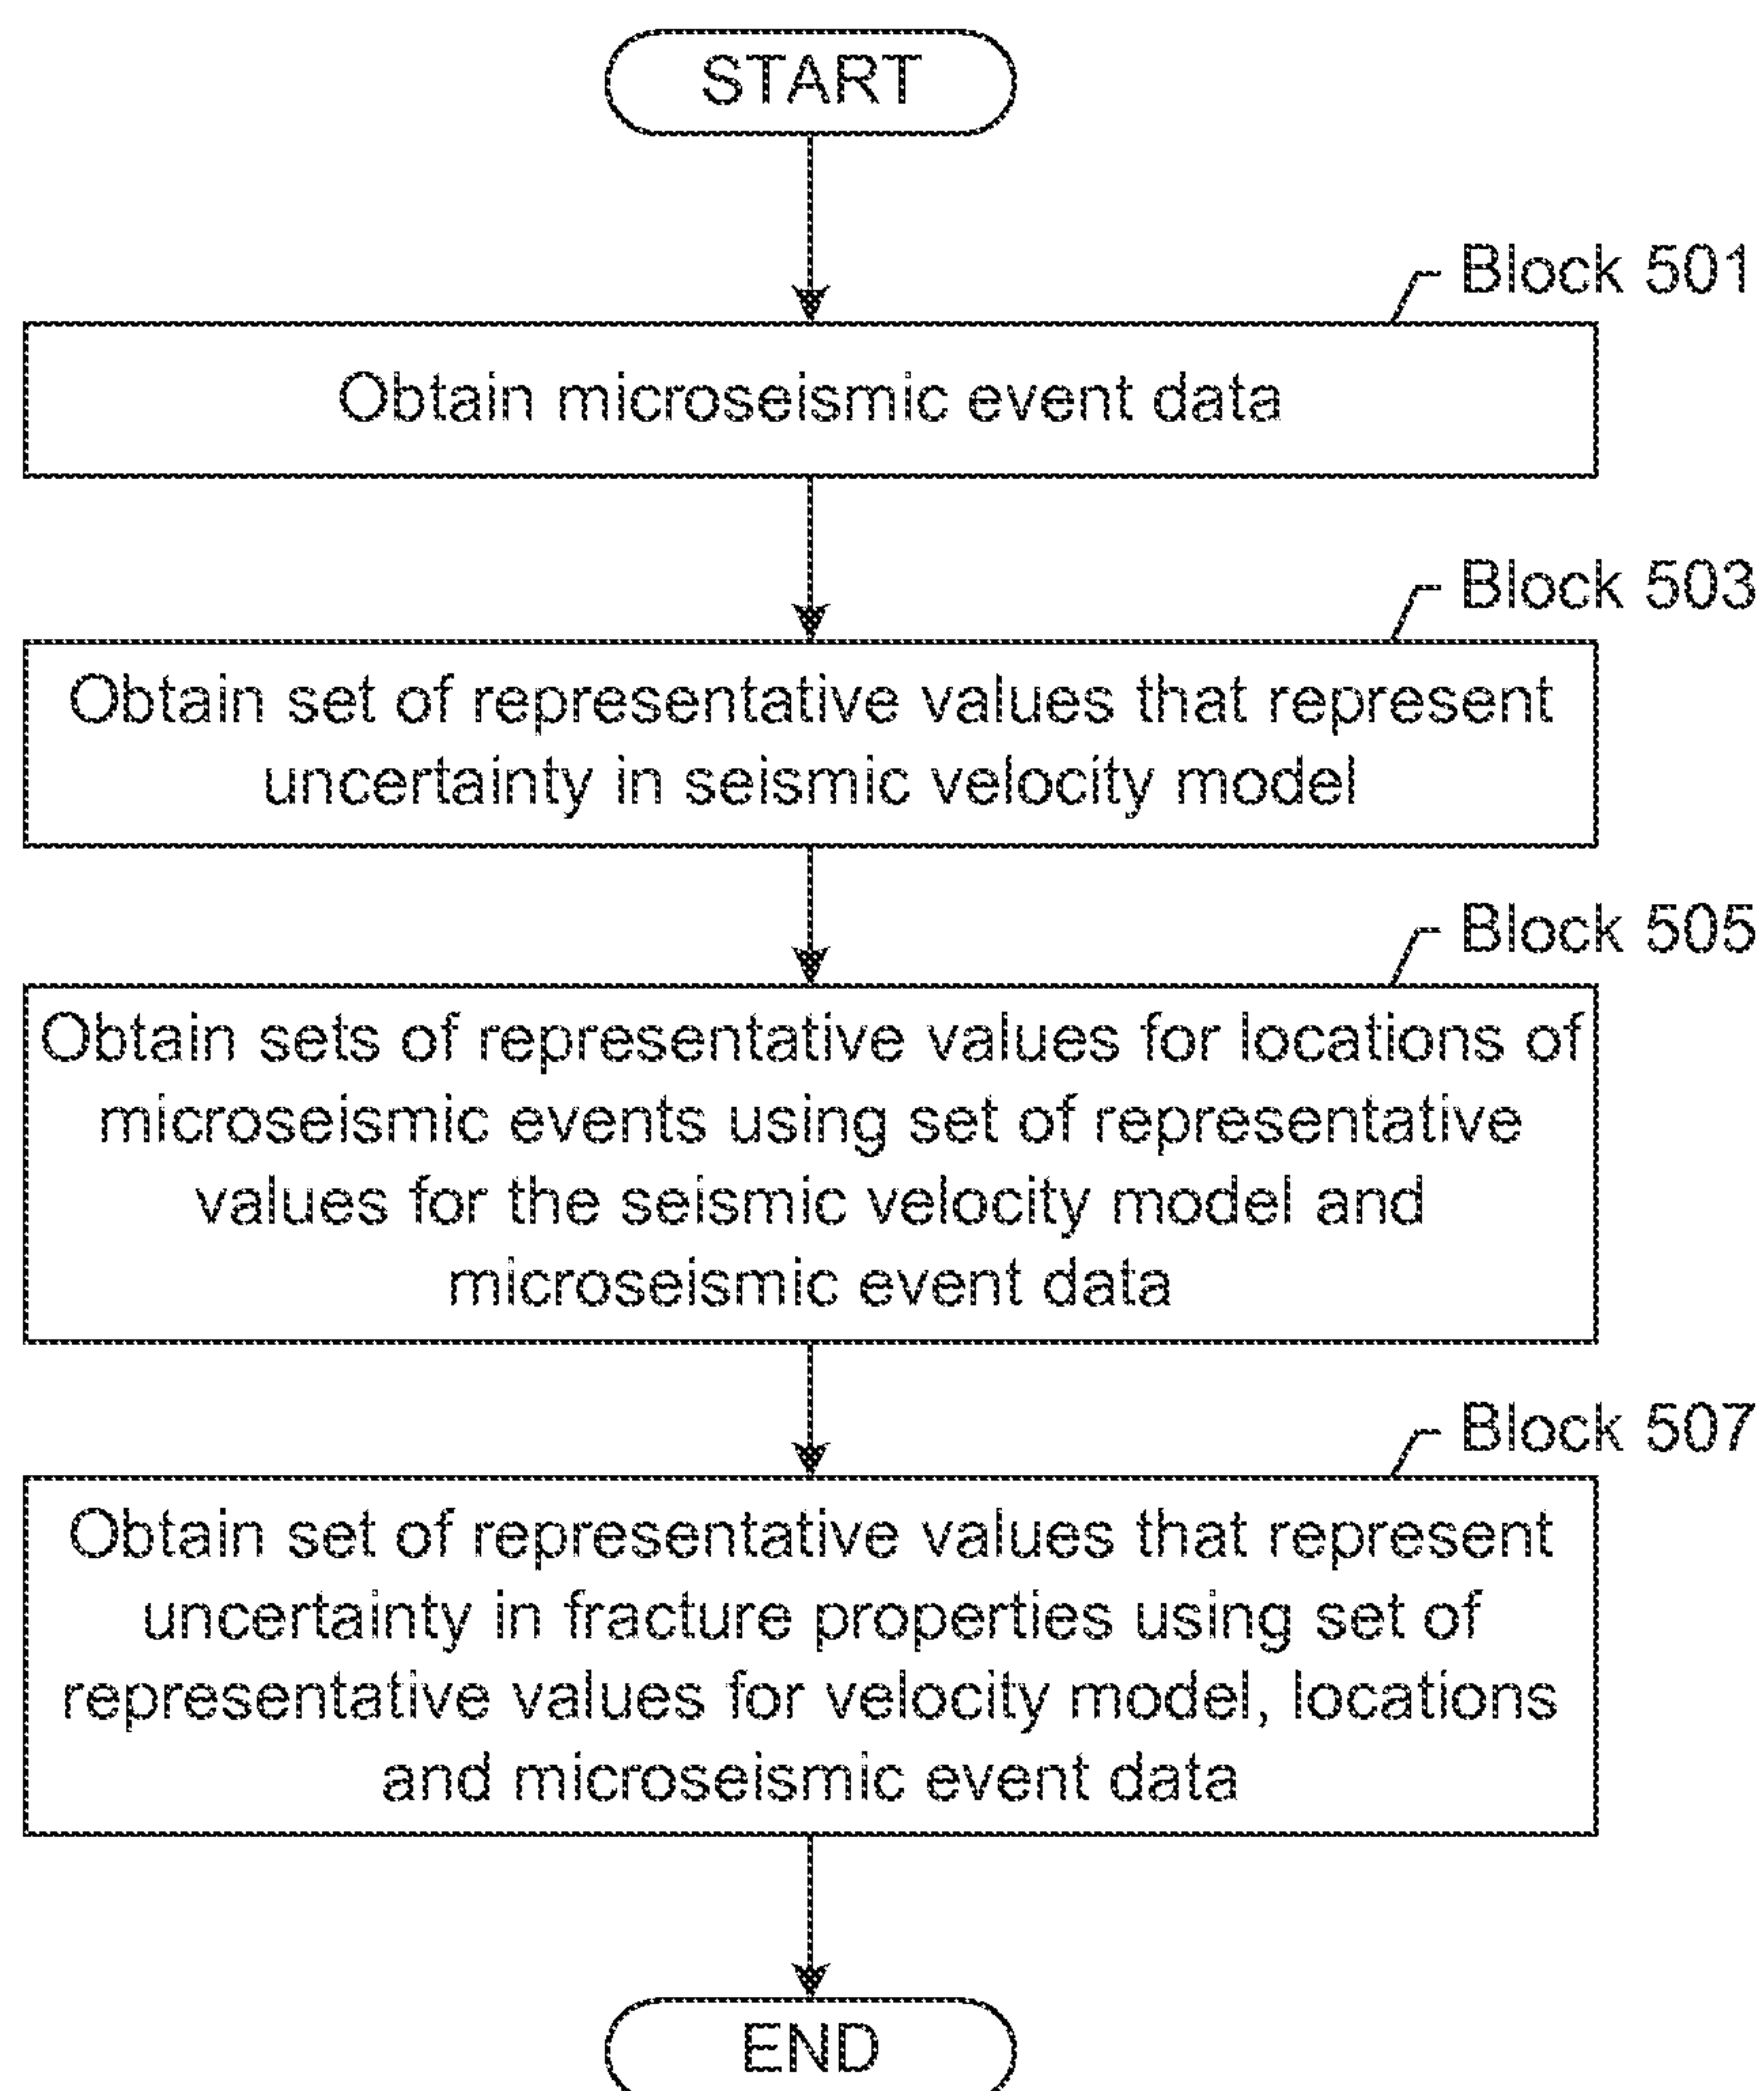 START
Block 501
Obtain microseismic event data
Block 503
Obtain set of representative values that represent
uncertainty in seismic velocity model
Block 505
Obtain sets of representative values for locations of
microseismic events using set of representative
values for the seismic velocity model and
microseismic event data
Block 507
Obtain set of representative values that represent
uncertainty in fracture properties using set of
representative values for velocity model, locations
and microseismic event data
END